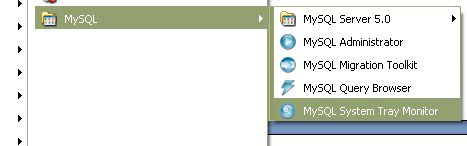 MySQL
MySQL Server 5.0
MySQL Administrator
MySQL Migration Toolkit
MySQL Query Browser
MySQL System Tray Monitor